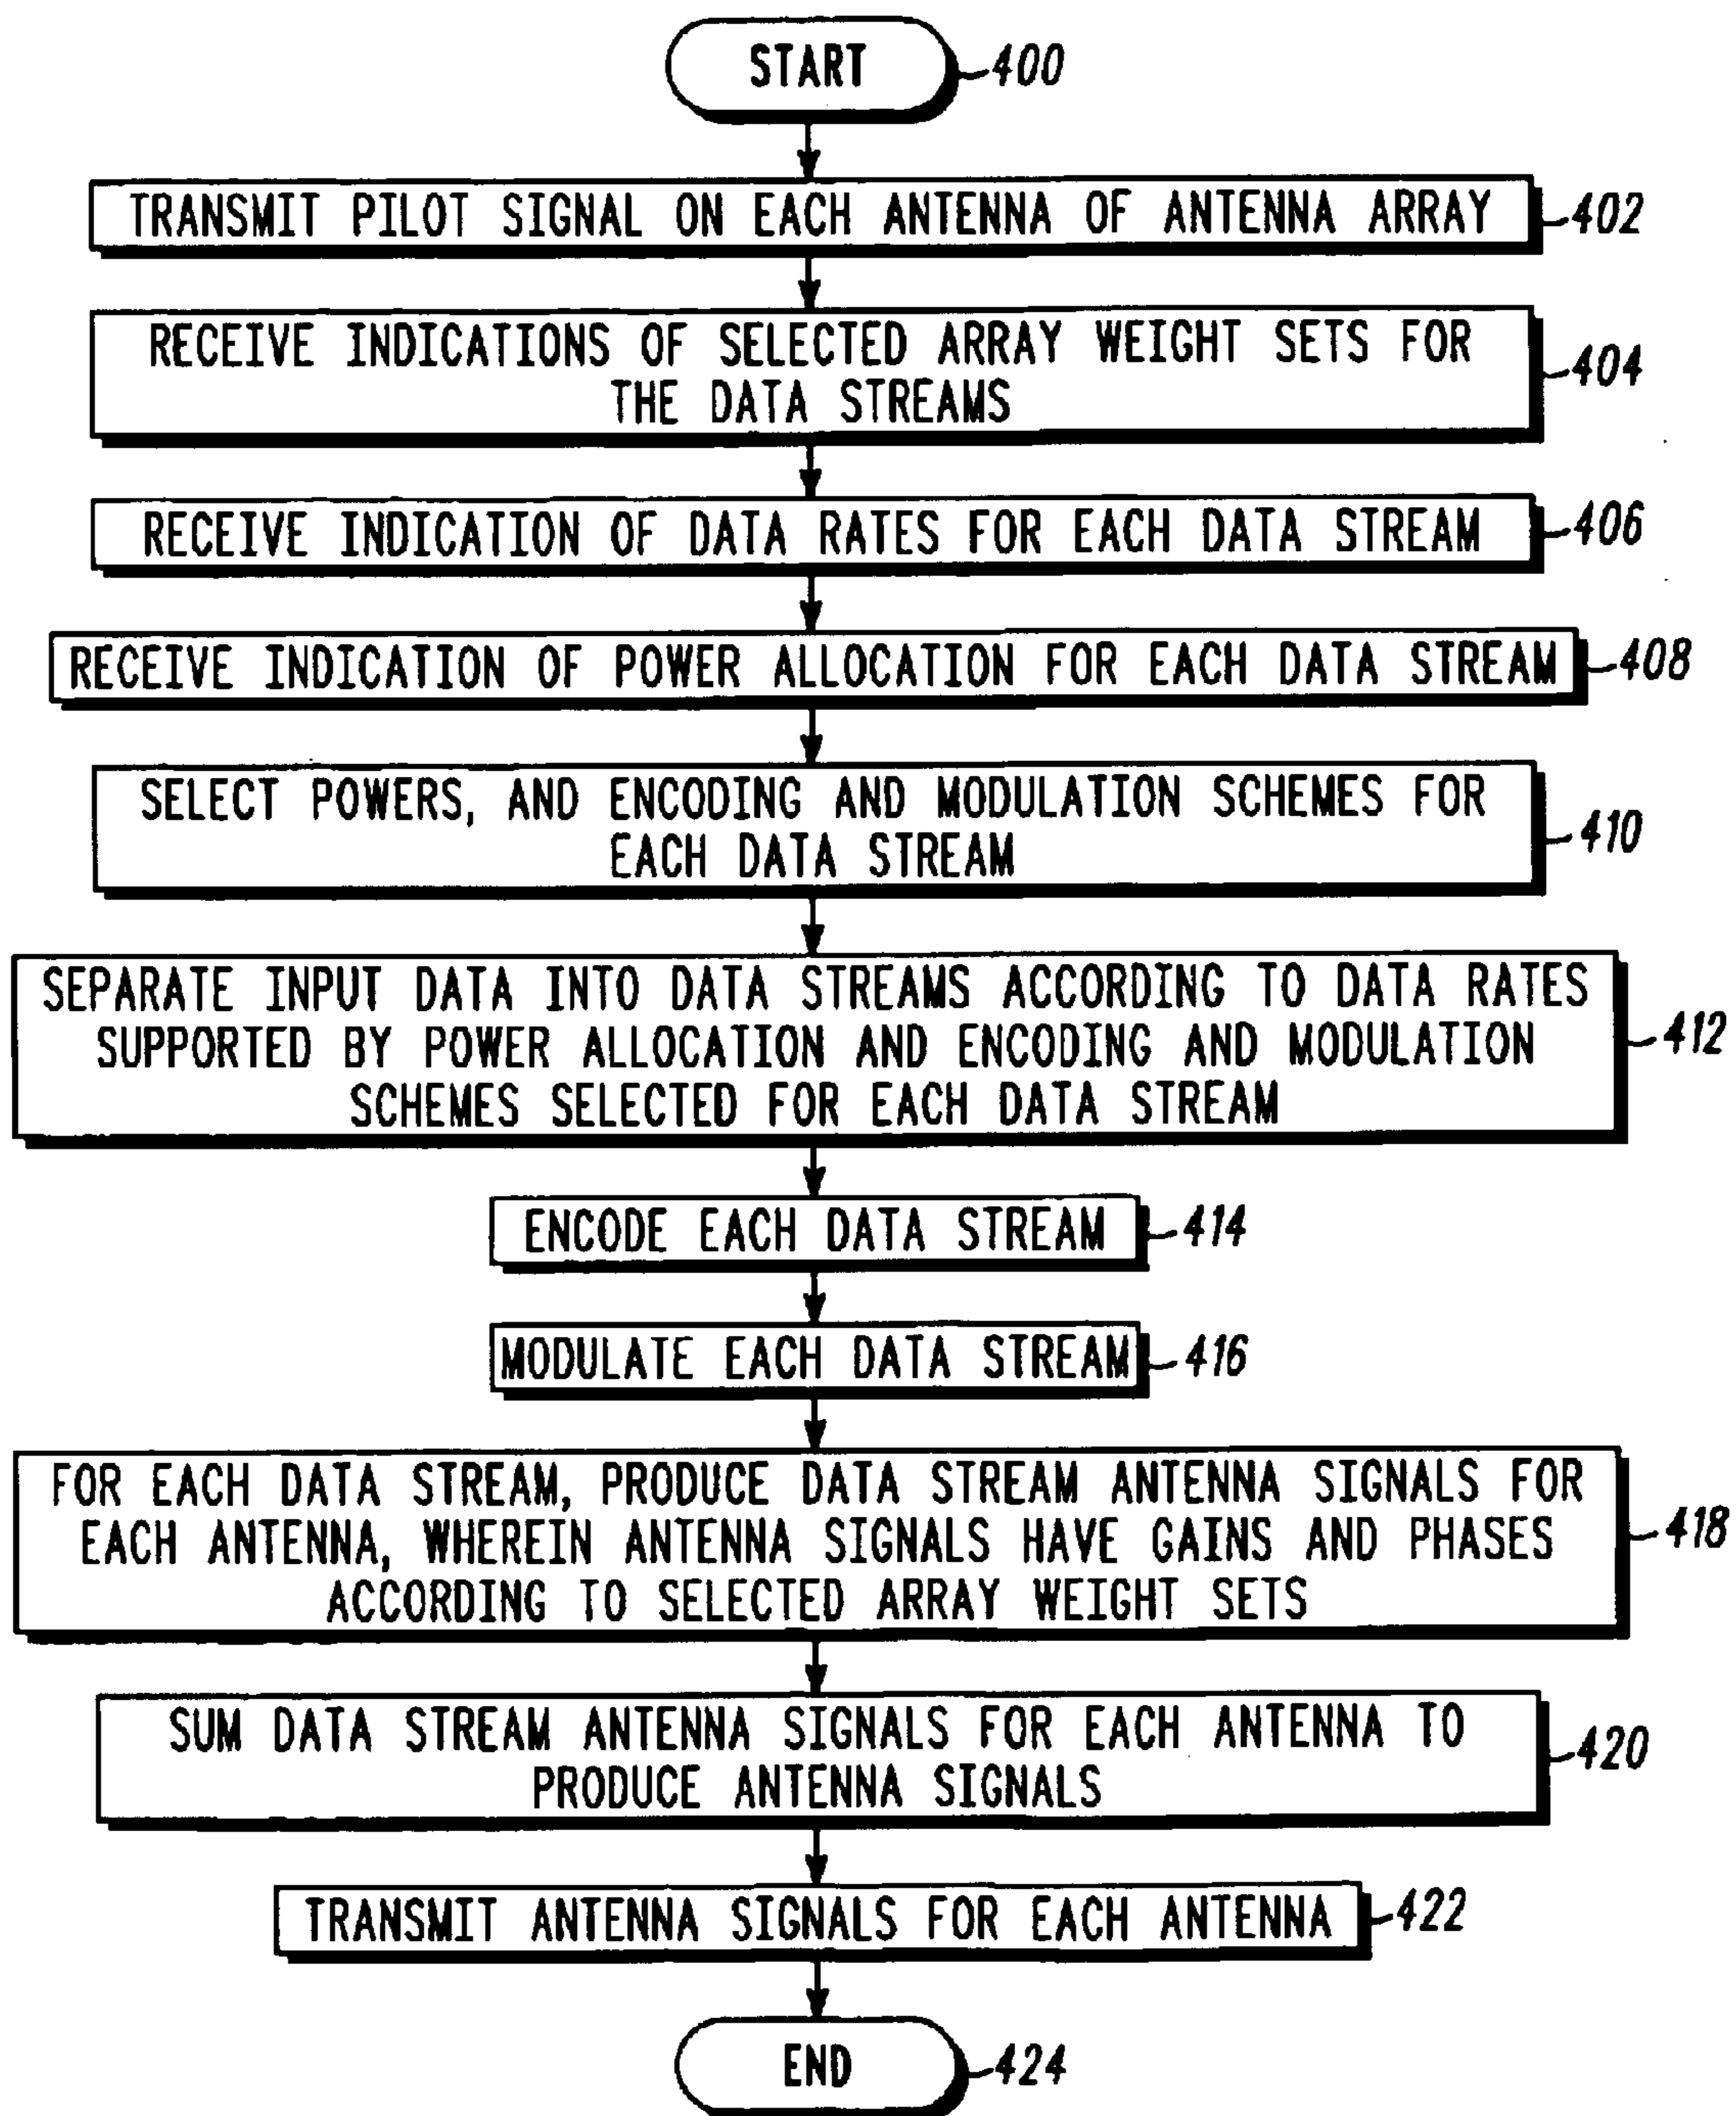 START 400
TRANSMIT PILOT SIGNAL ON EACH ANTENNA OF ANTENNA ARRAY 402
RECEIVE INDICATIONS OF SELECTED ARRAY WEIGHT SETS FOR
THE DATA STREAMS
404
RECEIVE INDICATION OF DATA RATES FOR EACH DATA STREAM 406
RECEIVE INDICATION OF POWER ALLOCATION FOR EACH DATA STREAM 408
SELECT POWERS, AND ENCODING AND MODULATION SCHEMES FOR
EACH DATA STREAM
410
SEPARATE INPUT DATA INTO DATA STREAMS ACCORDING TO DATA RATES
SUPPORTED BY POWER ALLOCATION AND ENCODING AND MODULATION
SCHEMES SELECTED FOR EACH DATA STREAM
412
ENCODE EACH DATA STREAM 414
MODULATE EACH DATA STREAM 416
FOR EACH DATA STREAM, PRODUCE DATA STREAM ANTENNA SIGNALS FOR
EACH ANTENNA, WHEREIN ANTENNA SIGNALS HAVE GAINS AND PHASES
ACCORDING TO SELECTED ARRAY WEIGHT SETS
418
SUM DATA STREAM ANTENNA SIGNALS FOR EACH ANTENNA TO
PRODUCE ANTENNA SIGNALS
420
TRANSMIT ANTENNA SIGNALS FOR EACH ANTENNA 422
END 424